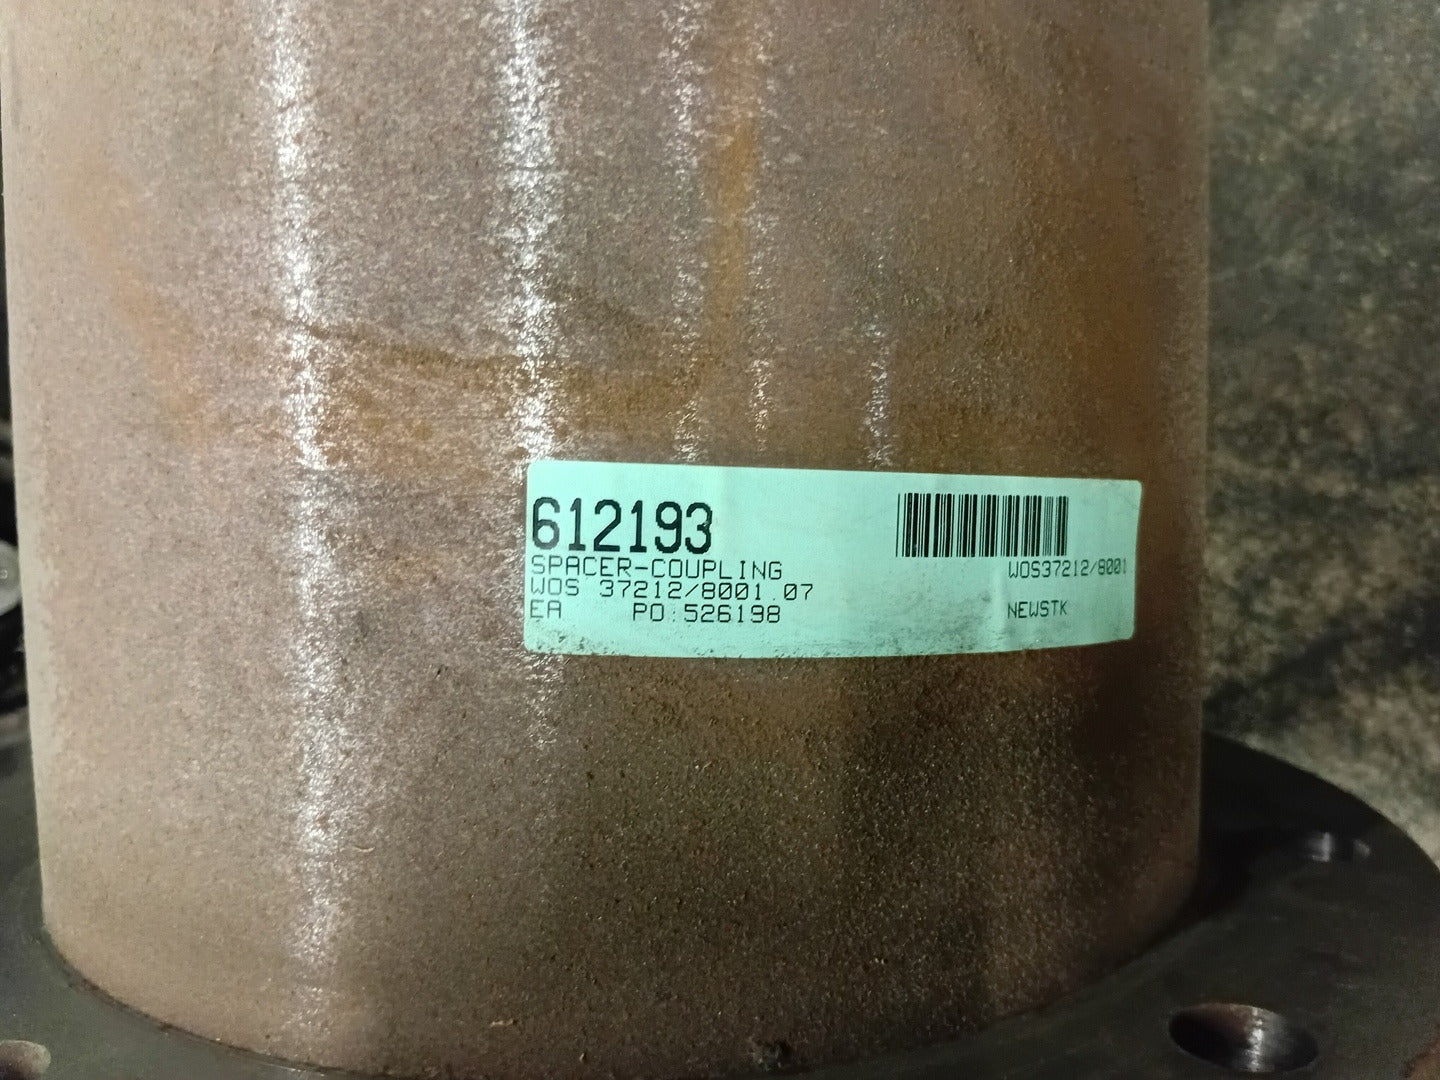 612193
SPACER-COUPLING
WOS 37212/8001.07
EA PO:526198
WOS37212/8001
NEWSTK